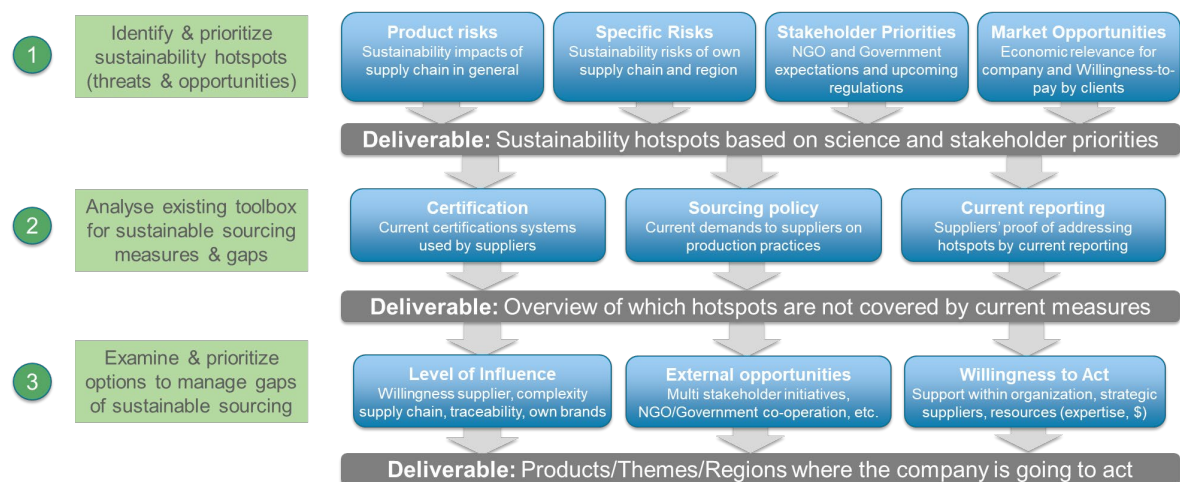 1
Identify & prioritize
sustainability hotspots
(threats & opportunities)
Product risks
Sustainability impacts of
supply chain in general
Specific Risks
Sustainability risks of own
supply chain and region
Stakeholder Priorities
NGO and Government
expectations and upcoming
regulations
Market Opportunities
Economic relevance for
company and Willingness-to-
pay by clients
Deliverable: Sustainability hotspots based on science and stakeholder priorities
2
Analyse existing toolbox
for sustainable sourcing
measures & gaps
Certification
Current certifications systems
used by suppliers
Sourcing policy
Current demands to suppliers on
production practices
Current reporting
Suppliers' proof of addressing
hotspots by current reporting
Deliverable: Overview of which hotspots are not covered by current measures
3
Examine & prioritize
options to manage gaps
of sustainable sourcing
Level of Influence
Willingness supplier, complexity
supply chain, traceability, own brands
External opportunities
Multi stakeholder initiatives,
NGO/Government co-operation, etc.
Willingness to Act
Support within organization, strategic
suppliers, resources (expertise, $)
Deliverable: Products/Themes/Regions where the company is going to act